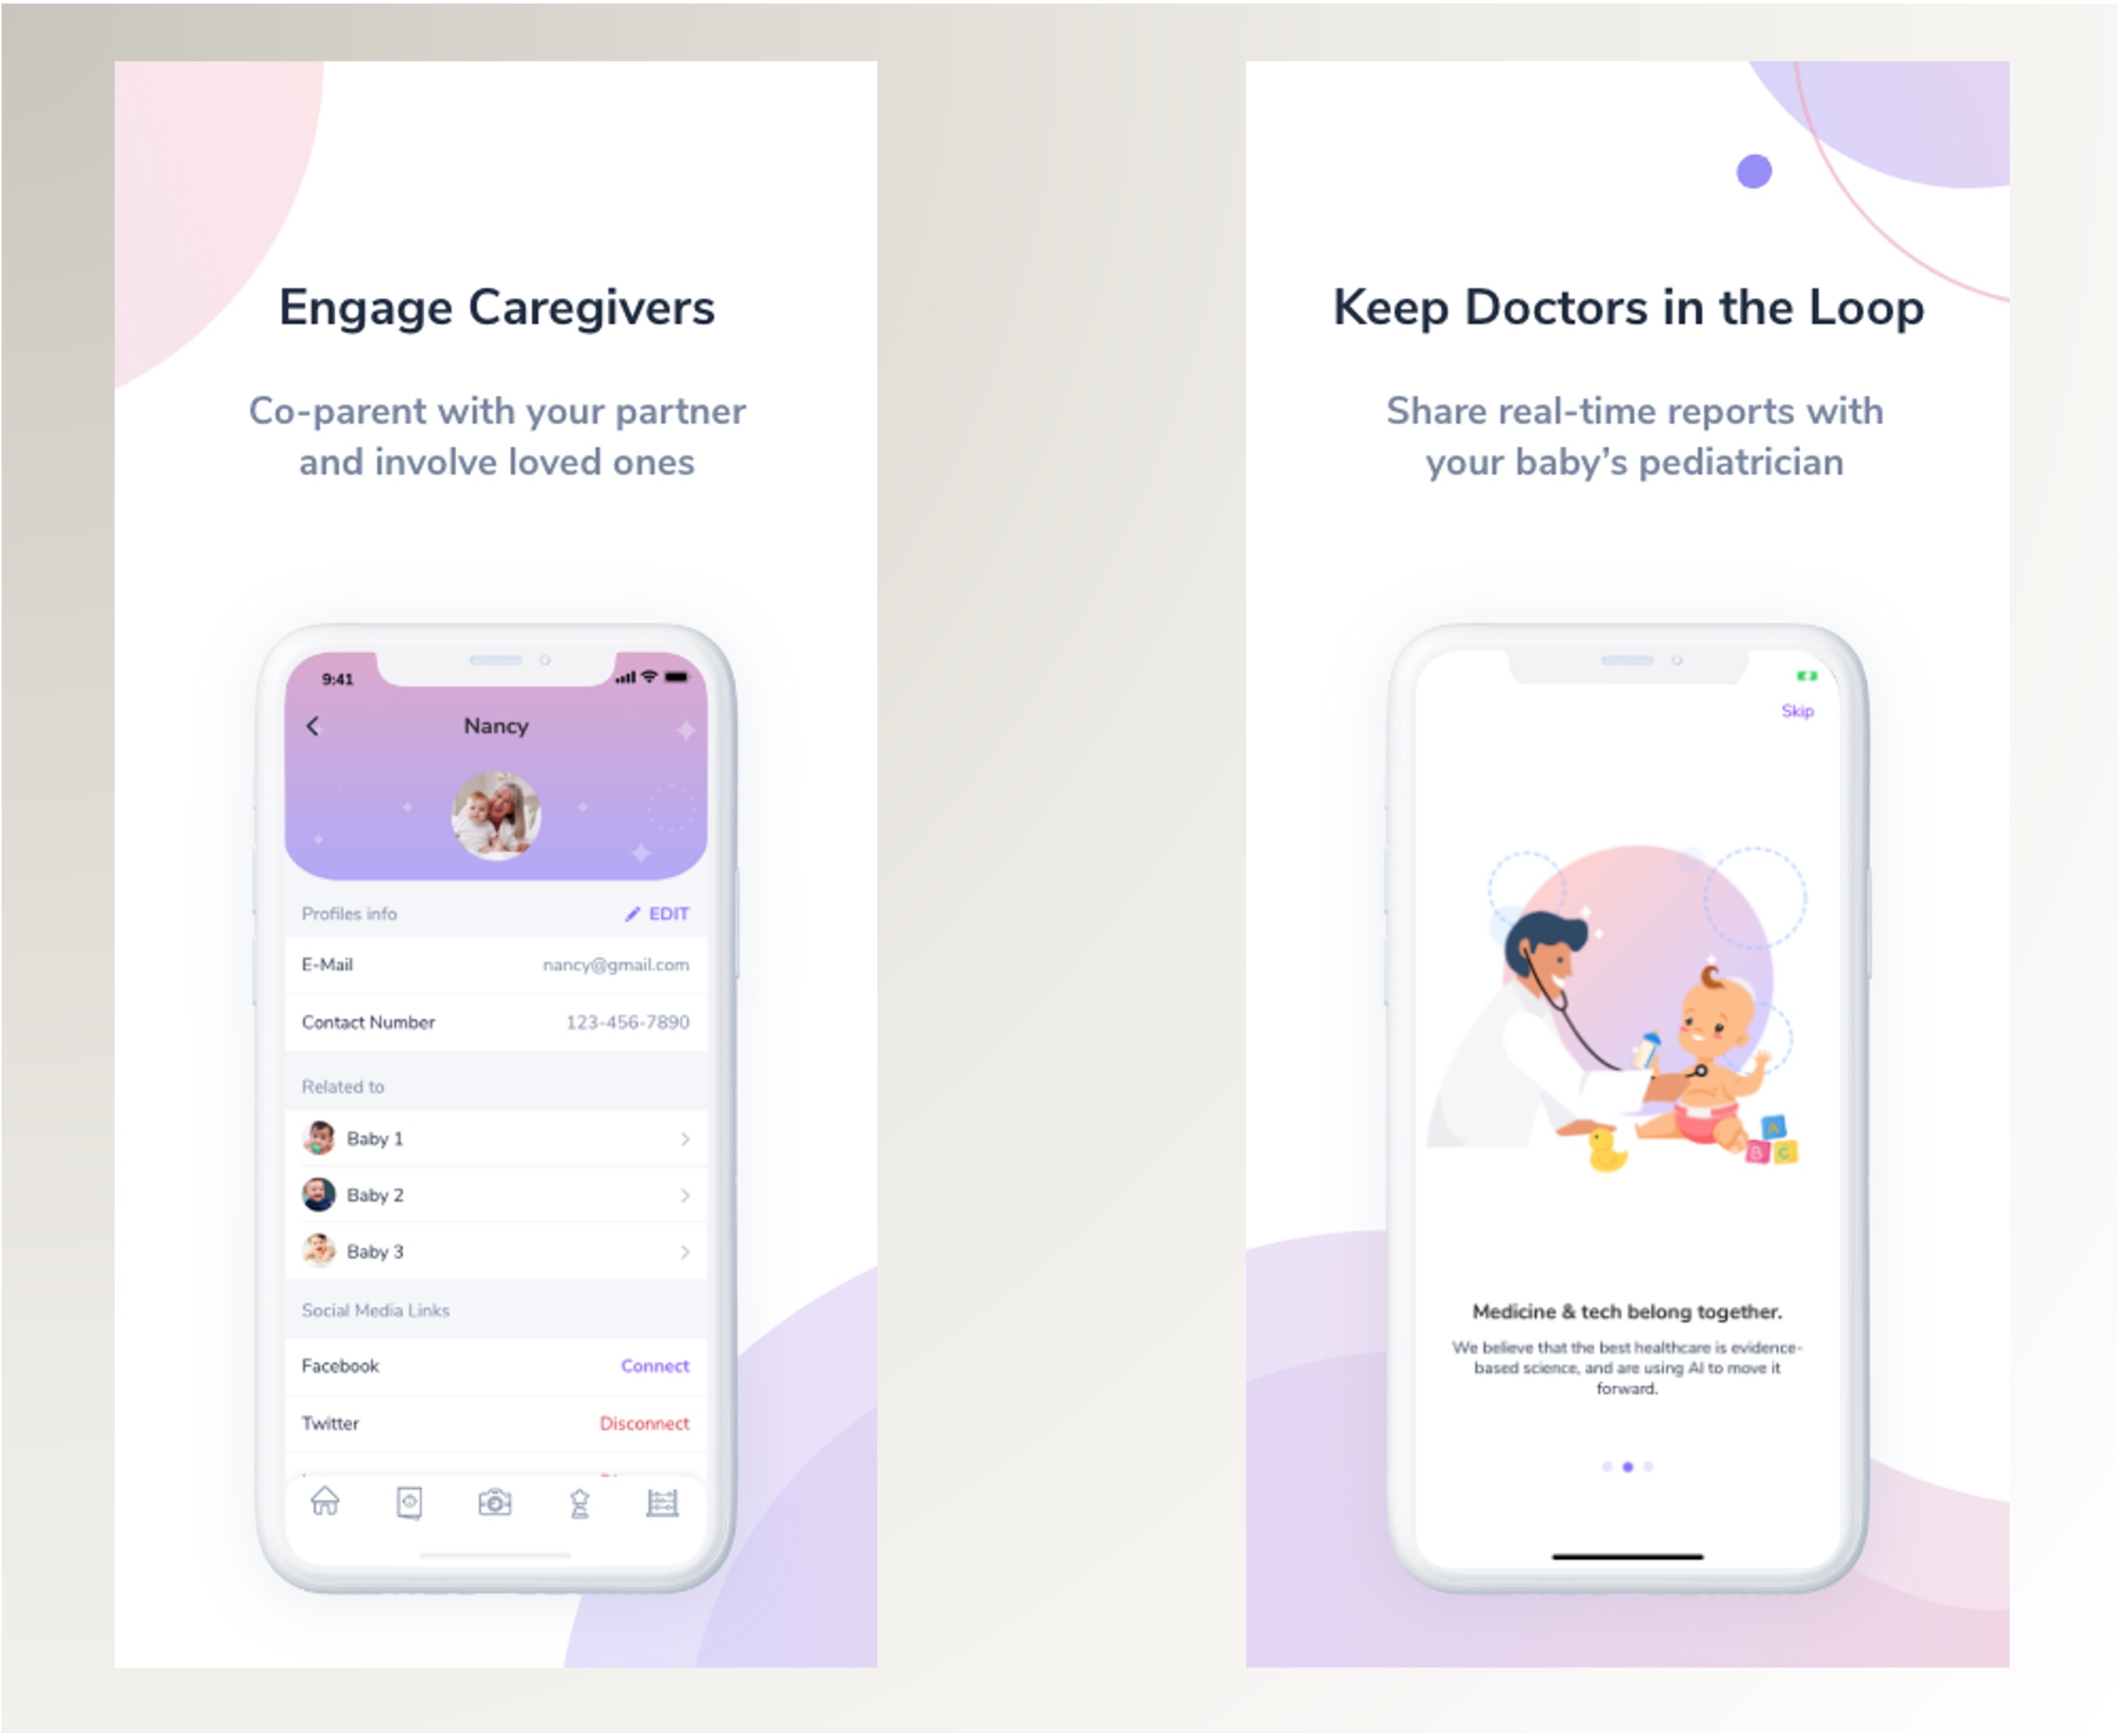 Engage Caregivers
Co-parent with your partner
and involve loved ones
9:41
Nancy
Profiles info
EDIT
E-Mail
nancy@gmail.com
Contact Number
123-456-7890
Related to
Baby 1
Baby 2
Baby 3
Social Media Links
Facebook
Connect
Twitter
Disconnect
Keep Doctors in the Loop
Share real-time reports with
your baby's pediatrician
Skip
A
B
C
Medicine & tech belong together.
We believe that the best healthcare is evidence-
based science, and are using AI to move it
forward.